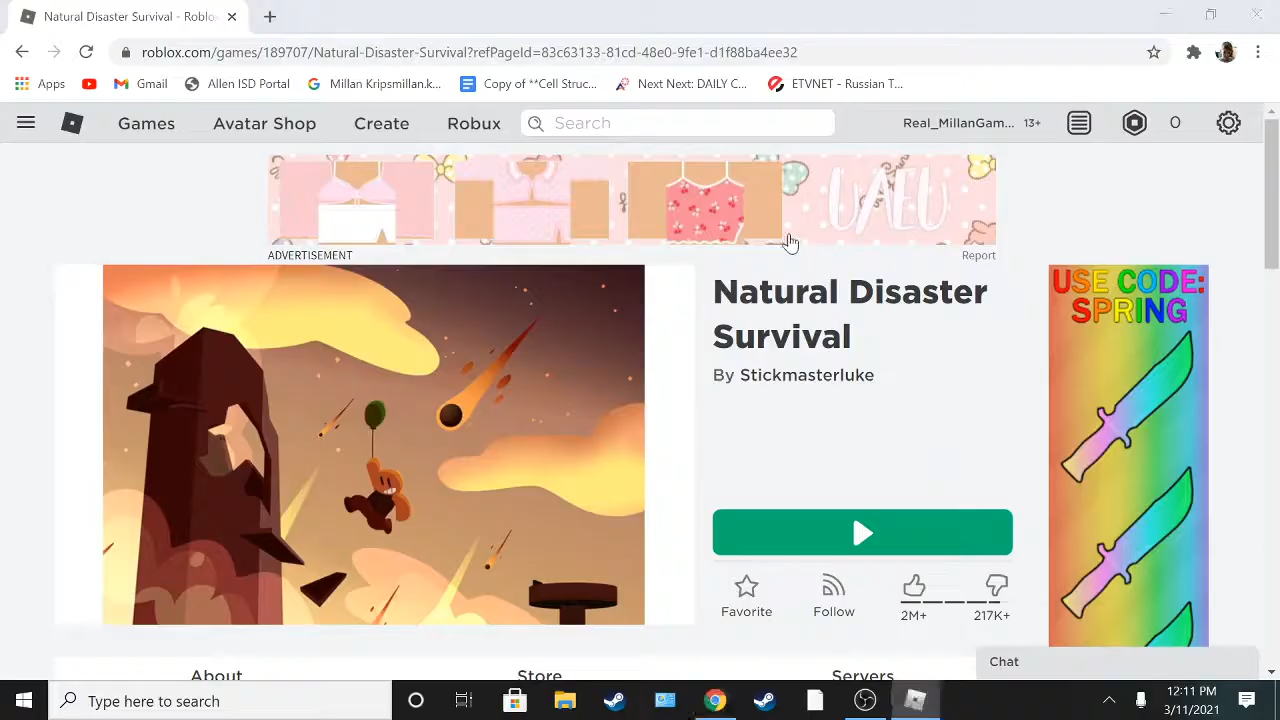 Natural Disaster Survival - Roblo
roblox.com/games/189707/Natural-Disaster-Survival?refPageId=83c63133-81cd-48e0-9fe1-d1f88ba4ee32
Apps Gmail Allen ISD Portal Millan Kripsmillan.k... Copy of **Cell Struc... Next Next: DAILY C... ETVNET - Russian T...
Games Avatar Shop Create Robux Search Real_MillanGam... 13+ 0
UAEU
ADVERTISEMENT Report
Natural Disaster
Survival
By Stickmasterluke
USE CODE:
SPRING
Favorite Follow 2M+ 217K+
Chat
About Store Servers
Type here to search
12:11 PM
3/11/2021